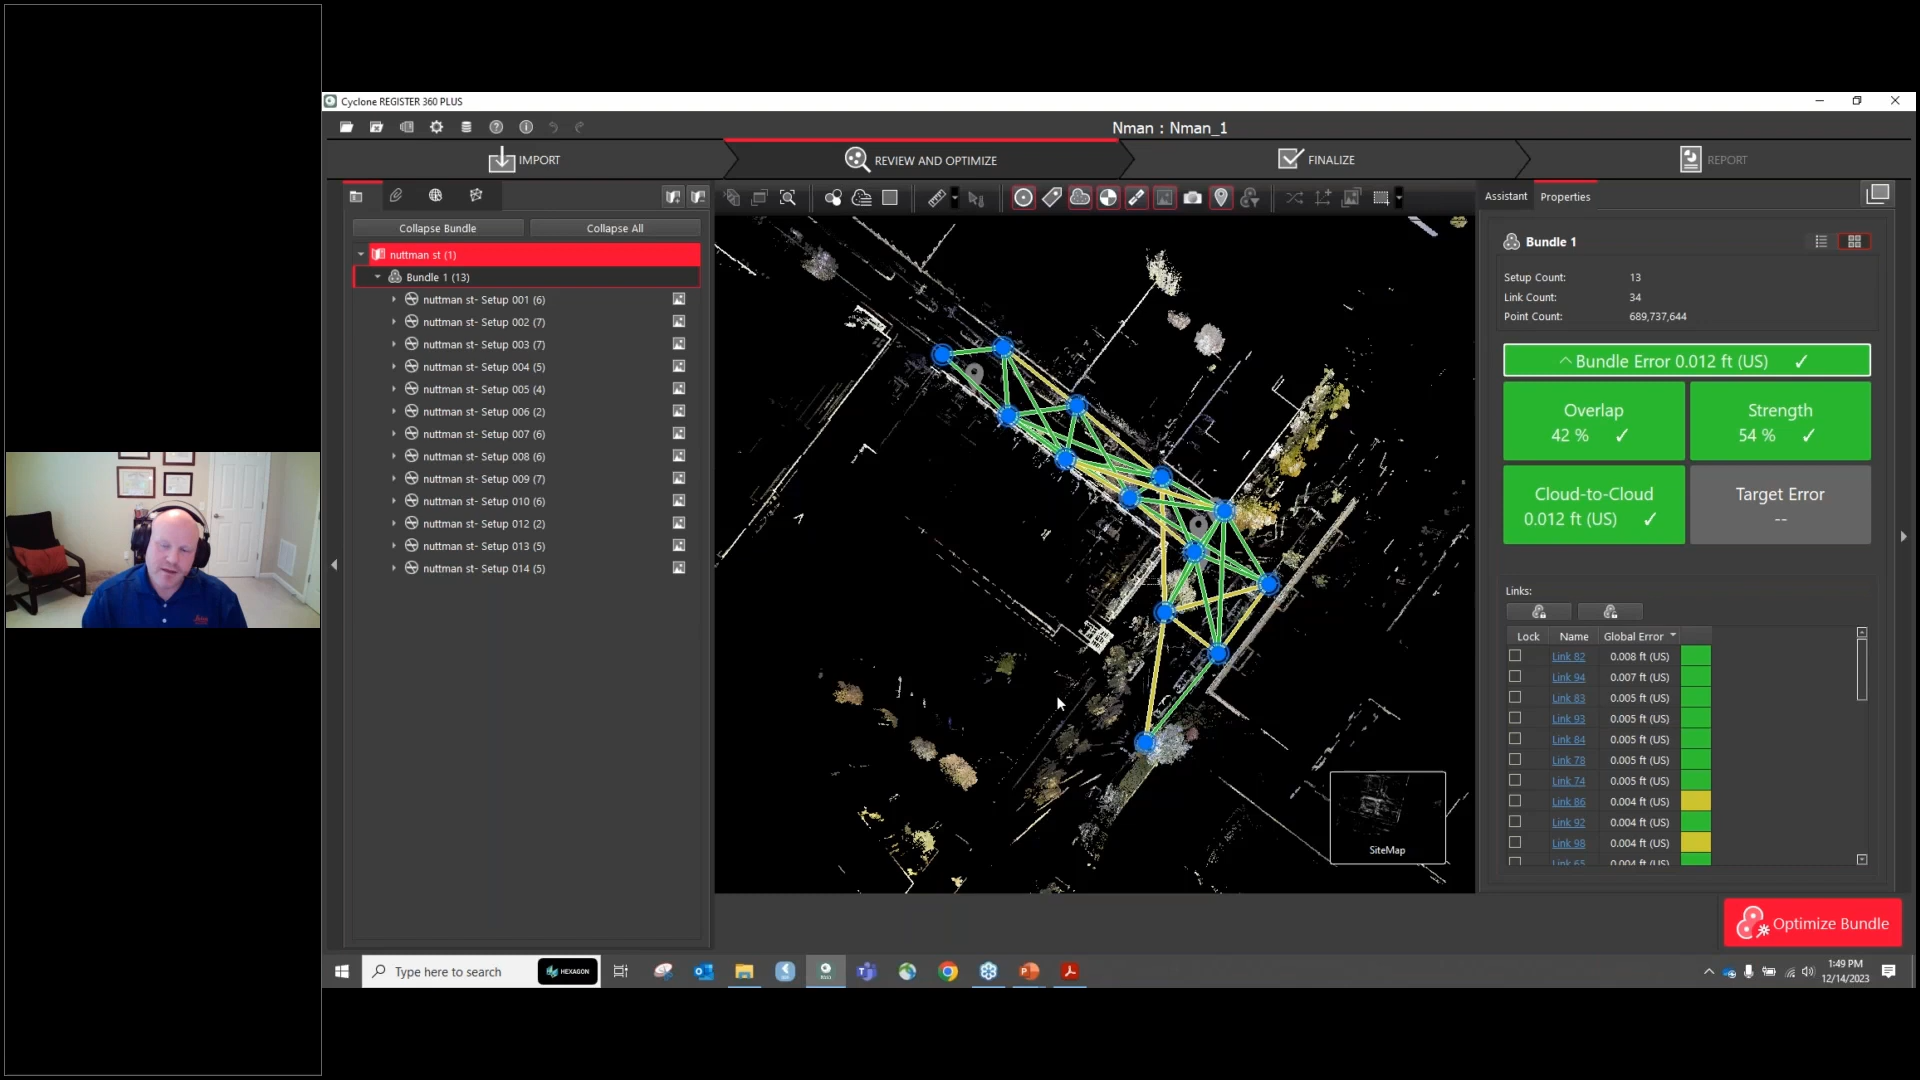 Cyclone REGISTER 360 PLUS
Nman : Nman_1
IMPORT
REVIEW AND OPTIMIZE
FINALIZE
REPORT
Collapse Bundle
Collapse All
nuttman st (1)
Bundle 1 (13)
nuttman st- Setup 001 (6)
nuttman st- Setup 002 (7)
nuttman st- Setup 003 (7)
nuttman st- Setup 004 (5)
nuttman st- Setup 005 (4)
nuttman st- Setup 006 (2)
nuttman st- Setup 007 (6)
nuttman st- Setup 008 (6)
nuttman st- Setup 009 (7)
nuttman st- Setup 010 (6)
nuttman st- Setup 012 (2)
nuttman st- Setup 013 (5)
nuttman st- Setup 014 (5)
SiteMap
Assistant
Properties
Bundle 1
Setup Count: 13
Link Count: 34
Point Count: 689,737,644
Bundle Error 0.012 ft (US) ✓
Overlap
42 % ✓
Strength
54 % ✓
Cloud-to-Cloud
0.012 ft (US) ✓
Target Error
--
Links:
Lock Name Global Error
Link 82 0.008 ft (US)
Link 94 0.007 ft (US)
Link 83 0.005 ft (US)
Link 93 0.005 ft (US)
Link 84 0.005 ft (US)
Link 78 0.005 ft (US)
Link 74 0.005 ft (US)
Link 86 0.004 ft (US)
Link 92 0.004 ft (US)
Link 98 0.004 ft (US)
Link 65 0.004 ft (US)
Optimize Bundle
Type here to search
HEXAGON
1:49 PM
12/14/2023